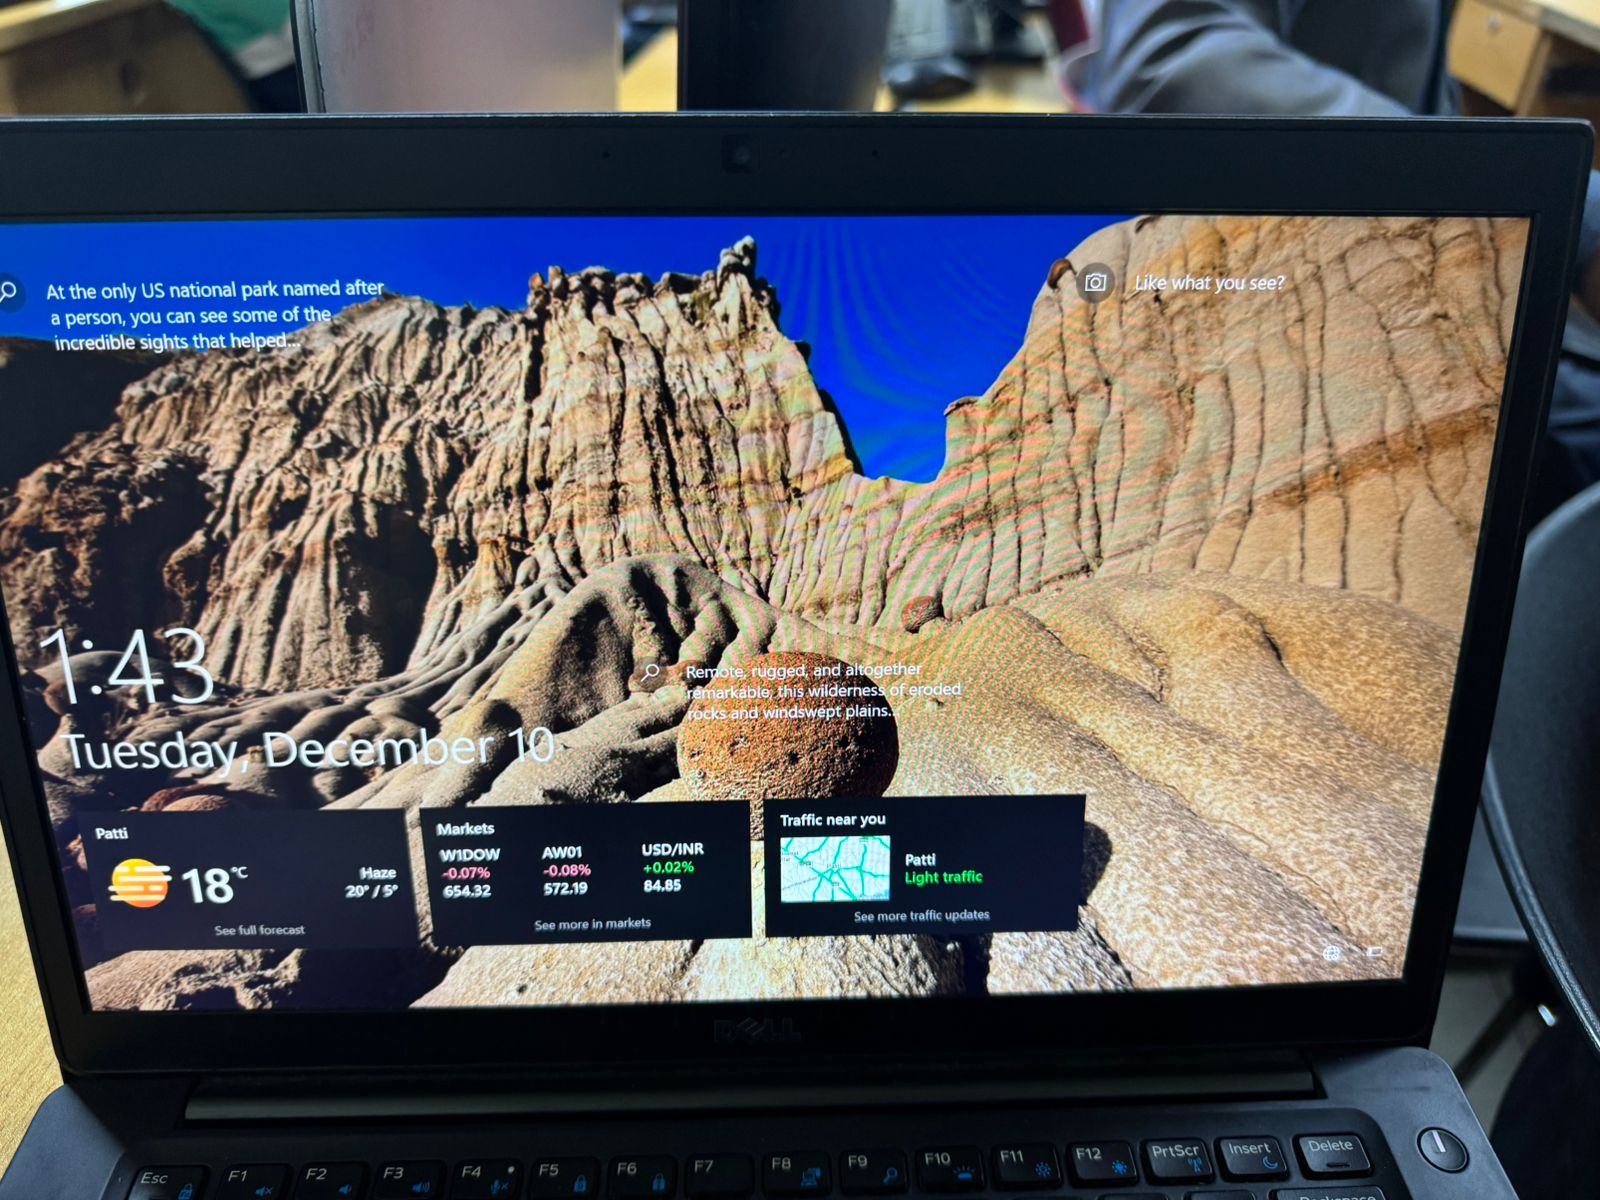 At the only US national park named after
a person, you can see some of the
incredible sights that helped...
Like what you see?
Remote, rugged, and altogether
remarkable, this wilderness of eroded
rocks and windswept plains...
1:43
Tuesday, December 10
Patti
18°C
Haze
20° / 5°
See full forecast
Markets
W1DOW
-0.07%
654.32
AW01
-0.08%
572.19
USD/INR
+0.02%
84.85
See more in markets
Traffic near you
Patti
Light traffic
See more traffic updates
DELL
Esc
F1
F2
F3
F4
F5
F6
F7
F8
F9
F10
F11
F12
PrtScr
Insert
Delete
Backspace